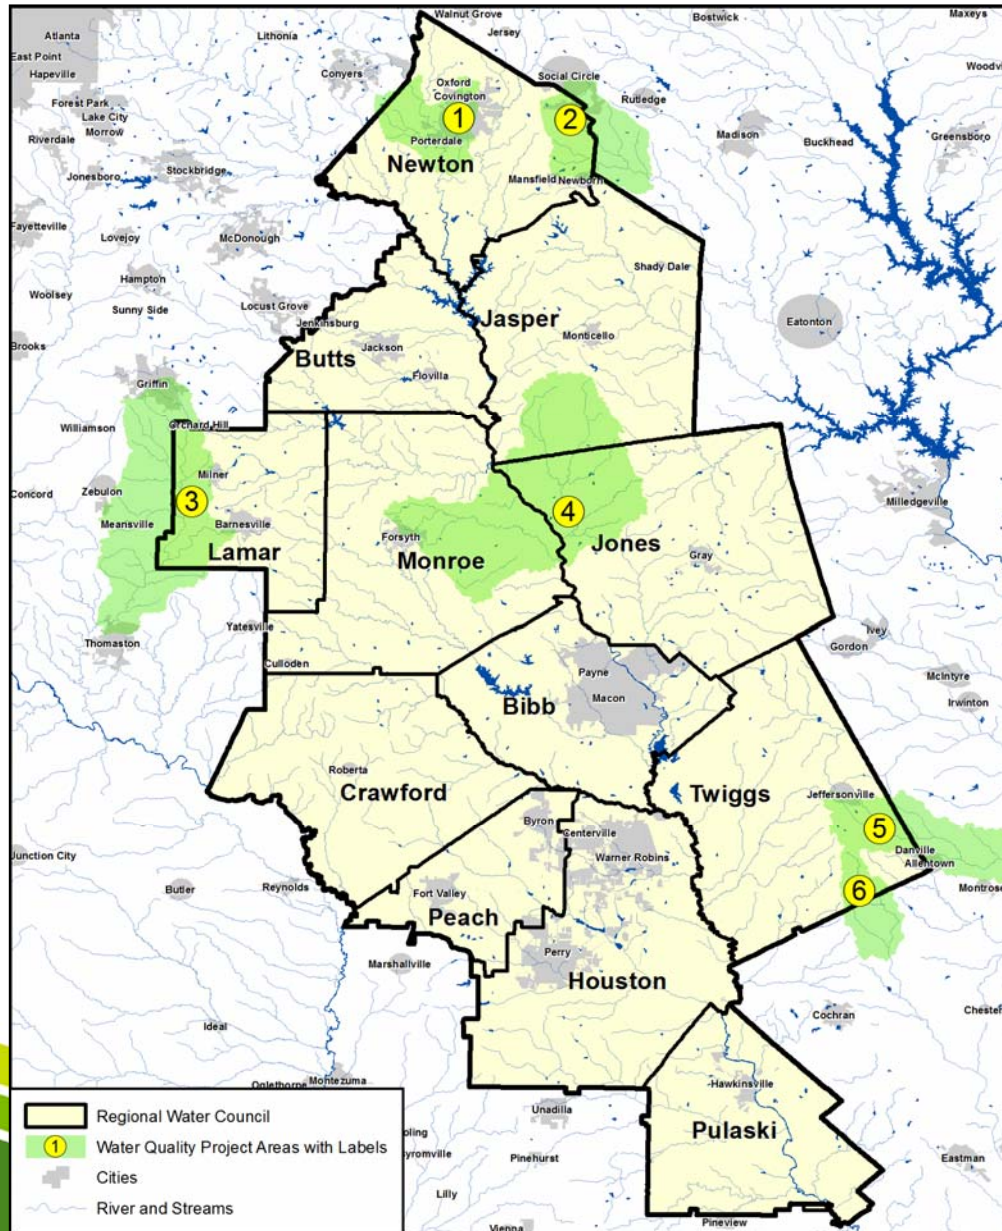 Walnut Grove
Bostwick
Maxeys
Atlanta
Lithonia
Jersey
East Point
Conyers
Oxford
Social Circle
Hapeville
Covington
Rutledge
Forest Park
Lake City
Morrow
1
2
Madison
Greensboro
Riverdale
Porterdale
Buckhead
Newton
Jonesboro
Stockbridge
Mansfield
Newborn
Fayetteville
Lovejoy
McDonough
Shady Dale
Hampton
Woolsey
Sunny Side
Locust Grove
Jenkinsburg
Jasper
Eatonton
Monticello
Brooks
Butts
Jackson
Flovilla
Griffin
Williamson
Orchard Hill
Milner
Concord
Zebulon
3
4
Milledgeville
Meansville
Barnesville
Forsyth
Jones
Lamar
Monroe
Gray
Yatesville
Ivey
Thomaston
Gordon
Culloden
Payne
McIntyre
Macon
Irwinton
Bibb
Roberta
Crawford
Twiggs
Jeffersonville
Byron
Centerville
5
Junction City
Warner Robins
Danville
Allentown
Butler
Reynolds
Fort Valley
6
Montrose
Peach
Perry
Marshallville
Houston
Cochran
Chester
Ideal
Oglethorpe
Montezuma
Hawkinsville
Unadilla
Pulaski
Pinehurst
Eastman
Lilly
Vienna
Pineview
Regional Water Council
1
Water Quality Project Areas with Labels
Cities
River and Streams